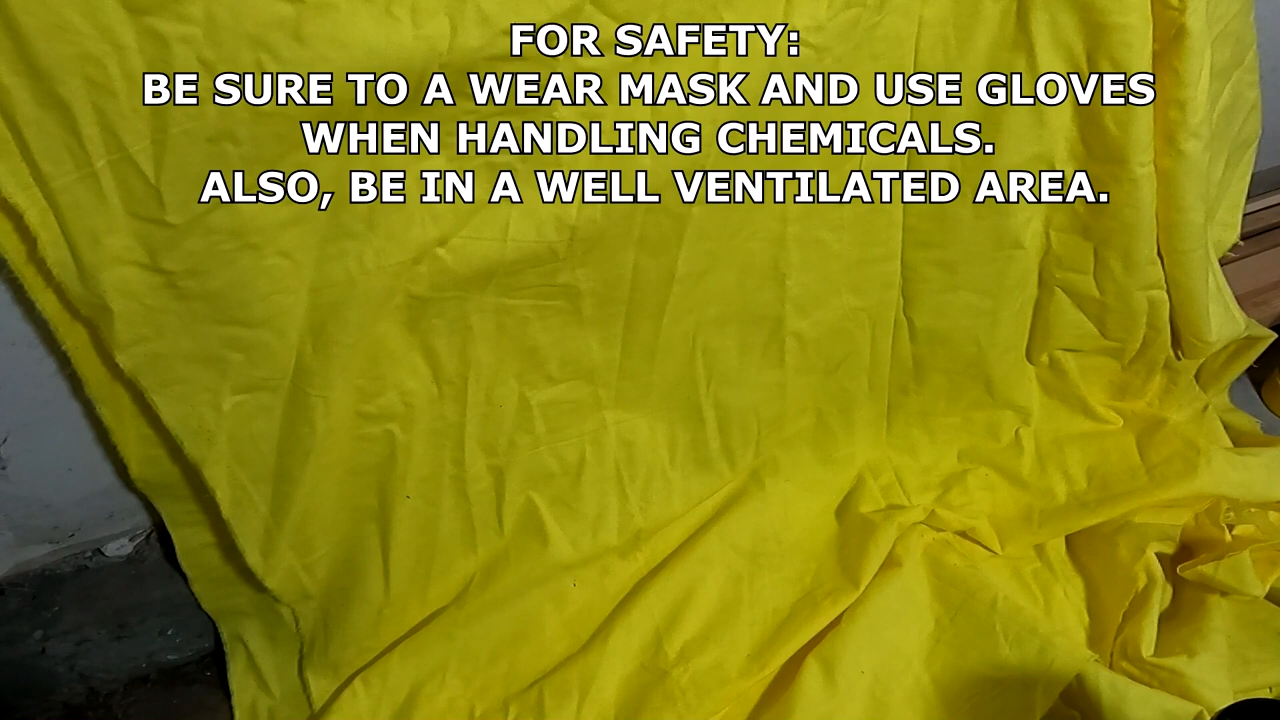 FOR SAFETY:
BE SURE TO A WEAR MASK AND USE GLOVES
WHEN HANDLING CHEMICALS.
ALSO, BE IN A WELL VENTILATED AREA.